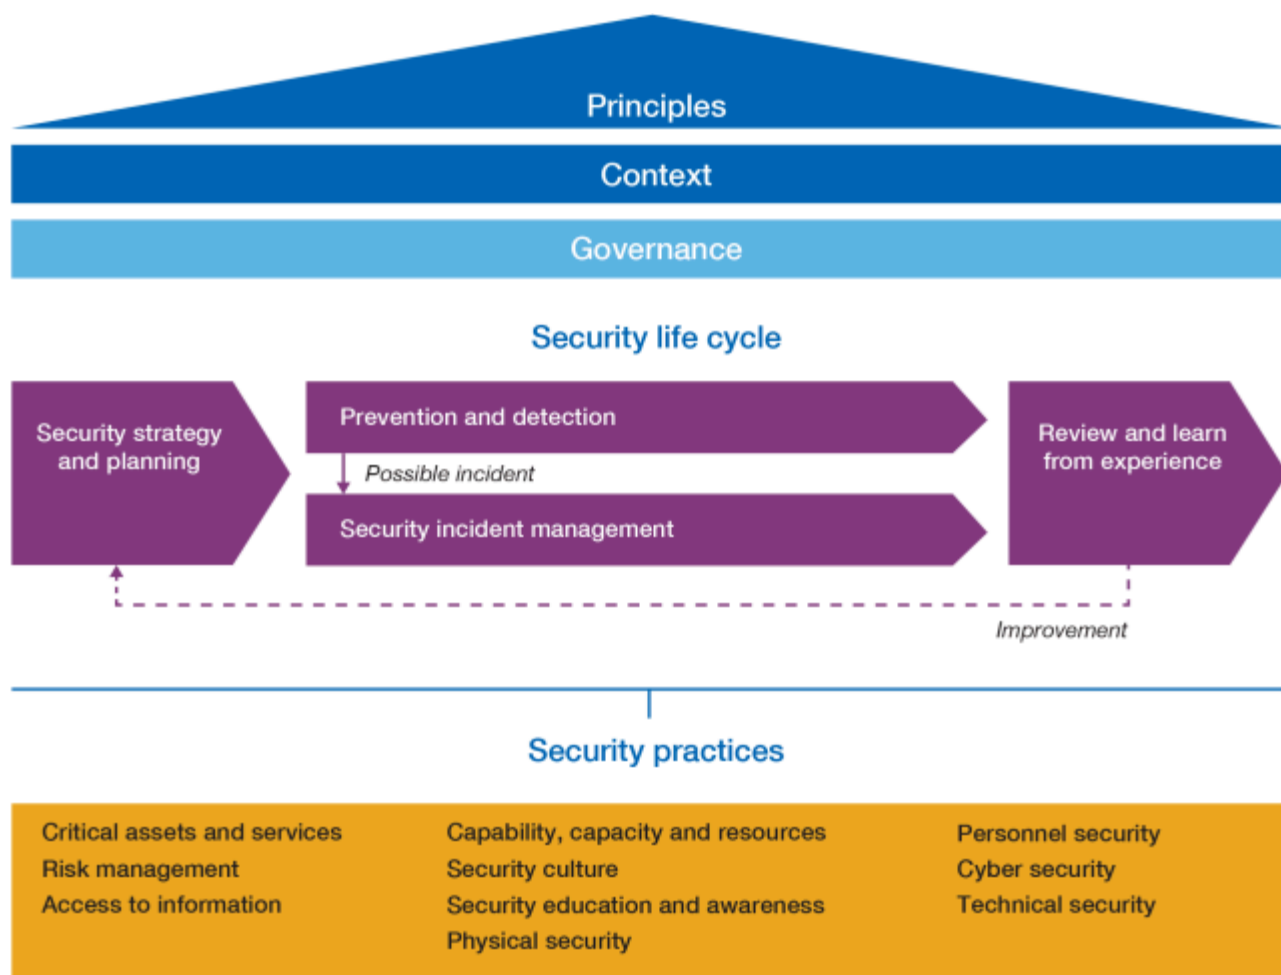 Principles
Context
Governance
Security life cycle
Security strategy
and planning
Prevention and detection
Possible incident
Security incident management
Review and learn
from experience
Improvement
Security practices
Critical assets and services
Risk management
Access to information
Capability, capacity and resources
Security culture
Security education and awareness
Physical security
Personnel security
Cyber security
Technical security